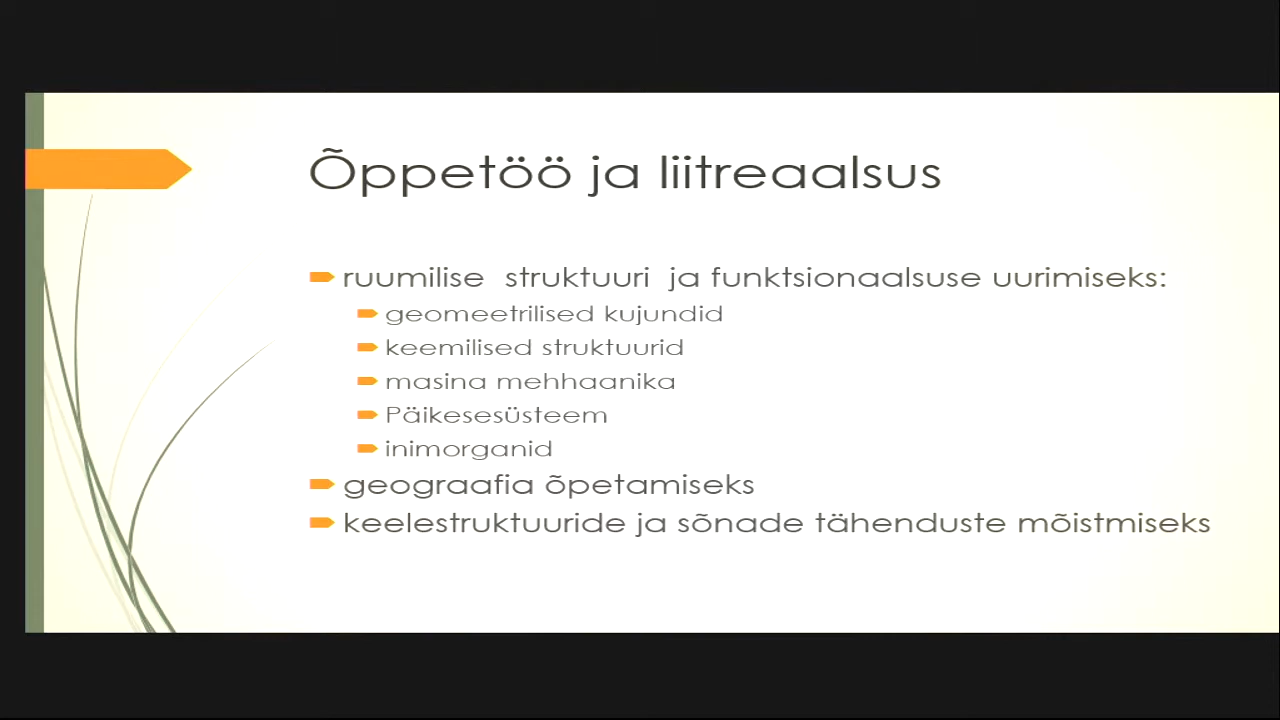 Õppetöö ja liitreaalsus
ruumilise struktuuri ja funktsionaalsuse uurimiseks:
geomeetrilised kujundid
keemilised struktuurid
masina mehhaanika
Päikesesüsteem
inimorganid
geograafia õpetamiseks
keelestruktuuride ja sõnade tähenduste mõistmiseks